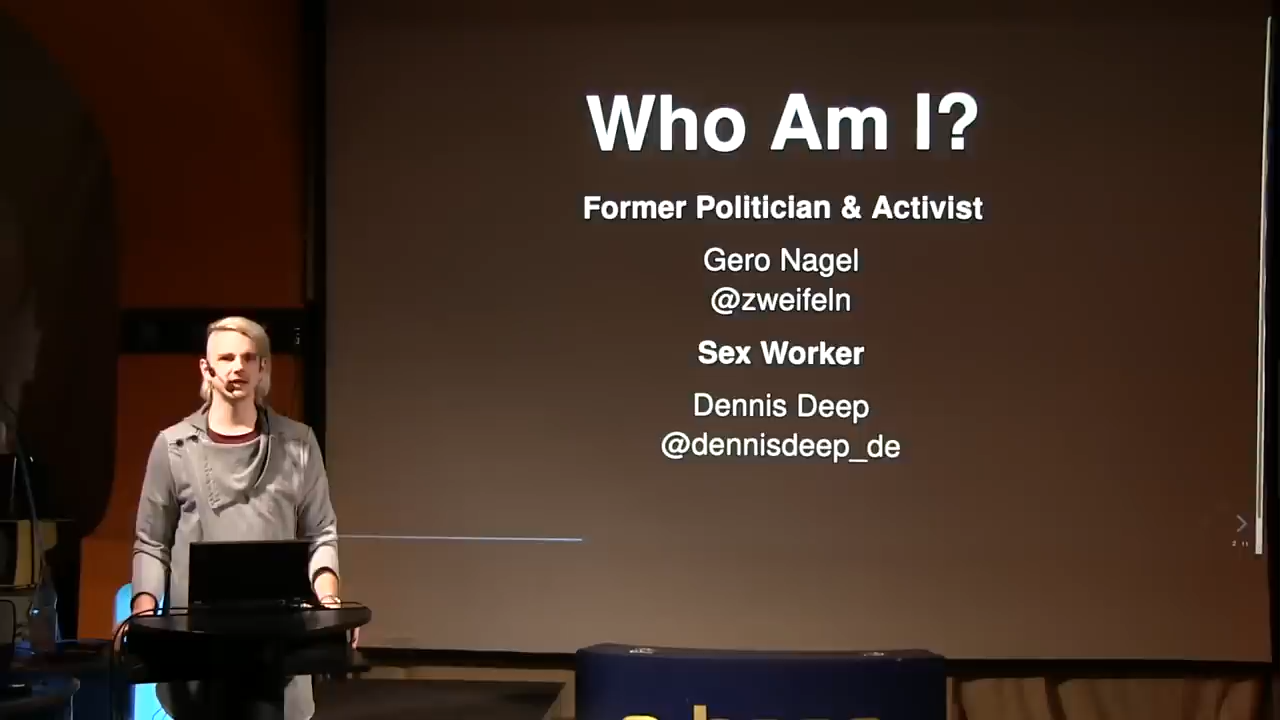 Who Am I?
Former Politician & Activist
Gero Nagel
@zweifeln
Sex Worker
Dennis Deep
@dennisdeep_de